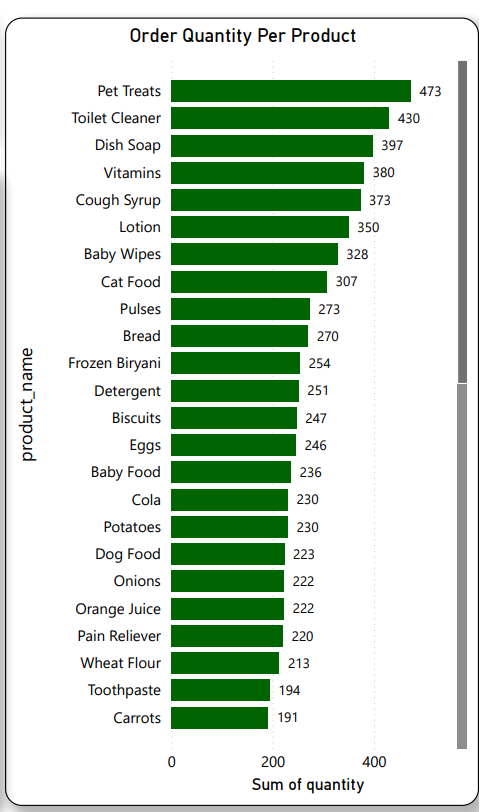 Order Quantity Per Product
product_name
Pet Treats 473
Toilet Cleaner 430
Dish Soap 397
Vitamins 380
Cough Syrup 373
Lotion 350
Baby Wipes 328
Cat Food 307
Pulses 273
Bread 270
Frozen Biryani 254
Detergent 251
Biscuits 247
Eggs 246
Baby Food 236
Cola 230
Potatoes 230
Dog Food 223
Onions 222
Orange Juice 222
Pain Reliever 220
Wheat Flour 213
Toothpaste 194
Carrots 191
0 200 400
Sum of quantity